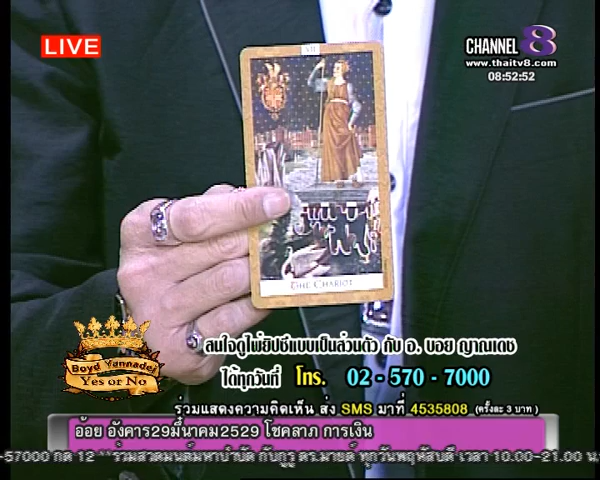 LIVE
CHANNEL 8
www.thaitv8.com
08:52:52
VII
THE CHARIOT
Boyd Yannadej
Yes or No
สนใจดูไพ่ยิปซีแบบเป็นส่วนตัว กับ อ. บอย ญาณเดช
ได้ทุกวันที่ โทร. 02 - 570 - 7000
ร่วมแสดงความคิดเห็น ส่ง SMS มาที่ 4535808 (ครั้งละ 3 บาท)
อ้อย อังคาร29มีนาคม2529 โชคลาภ การเงิน
-57000 กด 12 **ร่วมสวดมนต์มหาบำบัด กับกูรู ดร.มายด์ ทุกวันพฤหัสบดี เวลา 10.00-21.00 น.